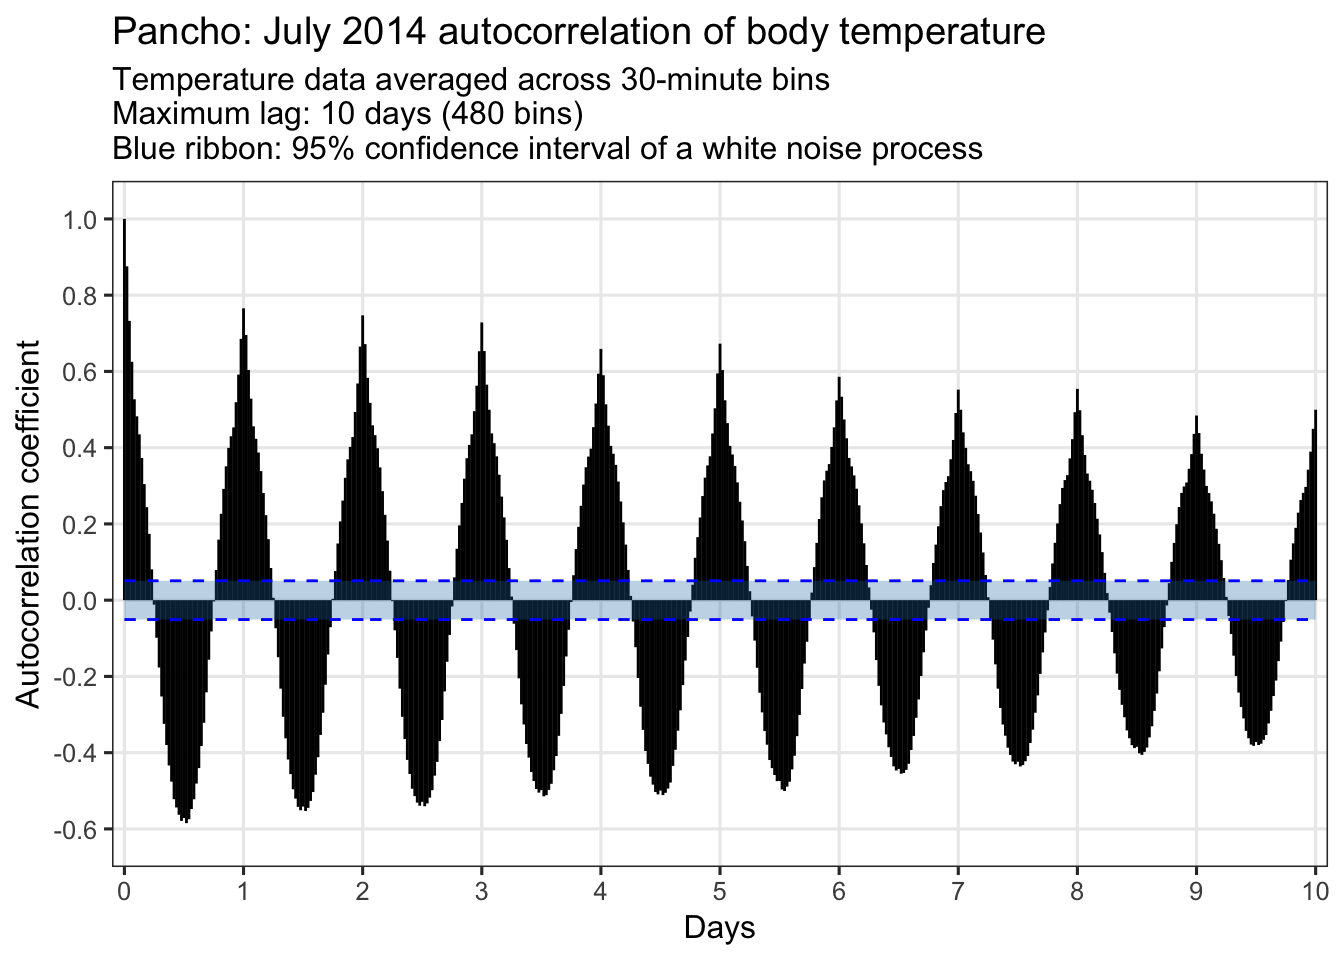 Pancho: July 2014 autocorrelation of body temperature
Temperature data averaged across 30-minute bins
Maximum lag: 10 days (480 bins)
Blue ribbon: 95% confidence interval of a white noise process
Autocorrelation coefficient
1.0
0.8
0.6
0.4
0.2
0.0
-0.2
-0.4
-0.6
0 1 2 3 4 5 6 7 8 9 10
Days